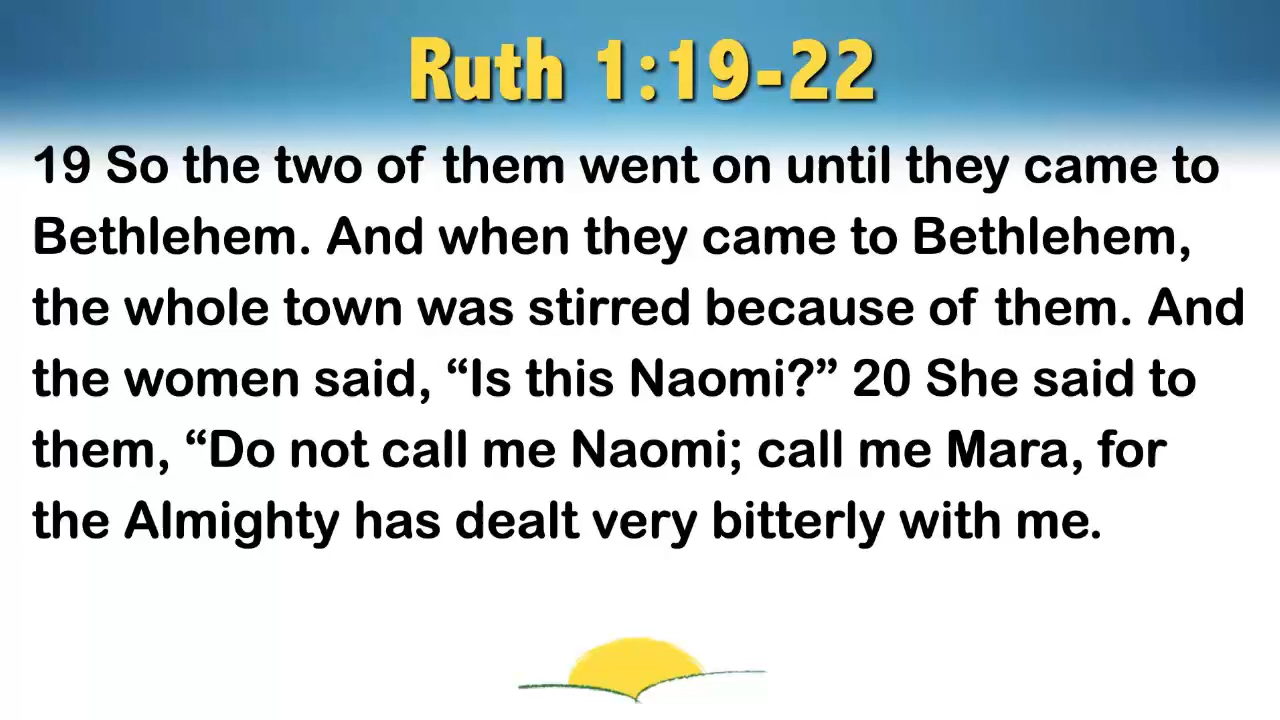 Ruth 1:19-22
19 So the two of them went on until they came to
Bethlehem. And when they came to Bethlehem,
the whole town was stirred because of them. And
the women said, “Is this Naomi?” 20 She said to
them, “Do not call me Naomi; call me Mara, for
the Almighty has dealt very bitterly with me.